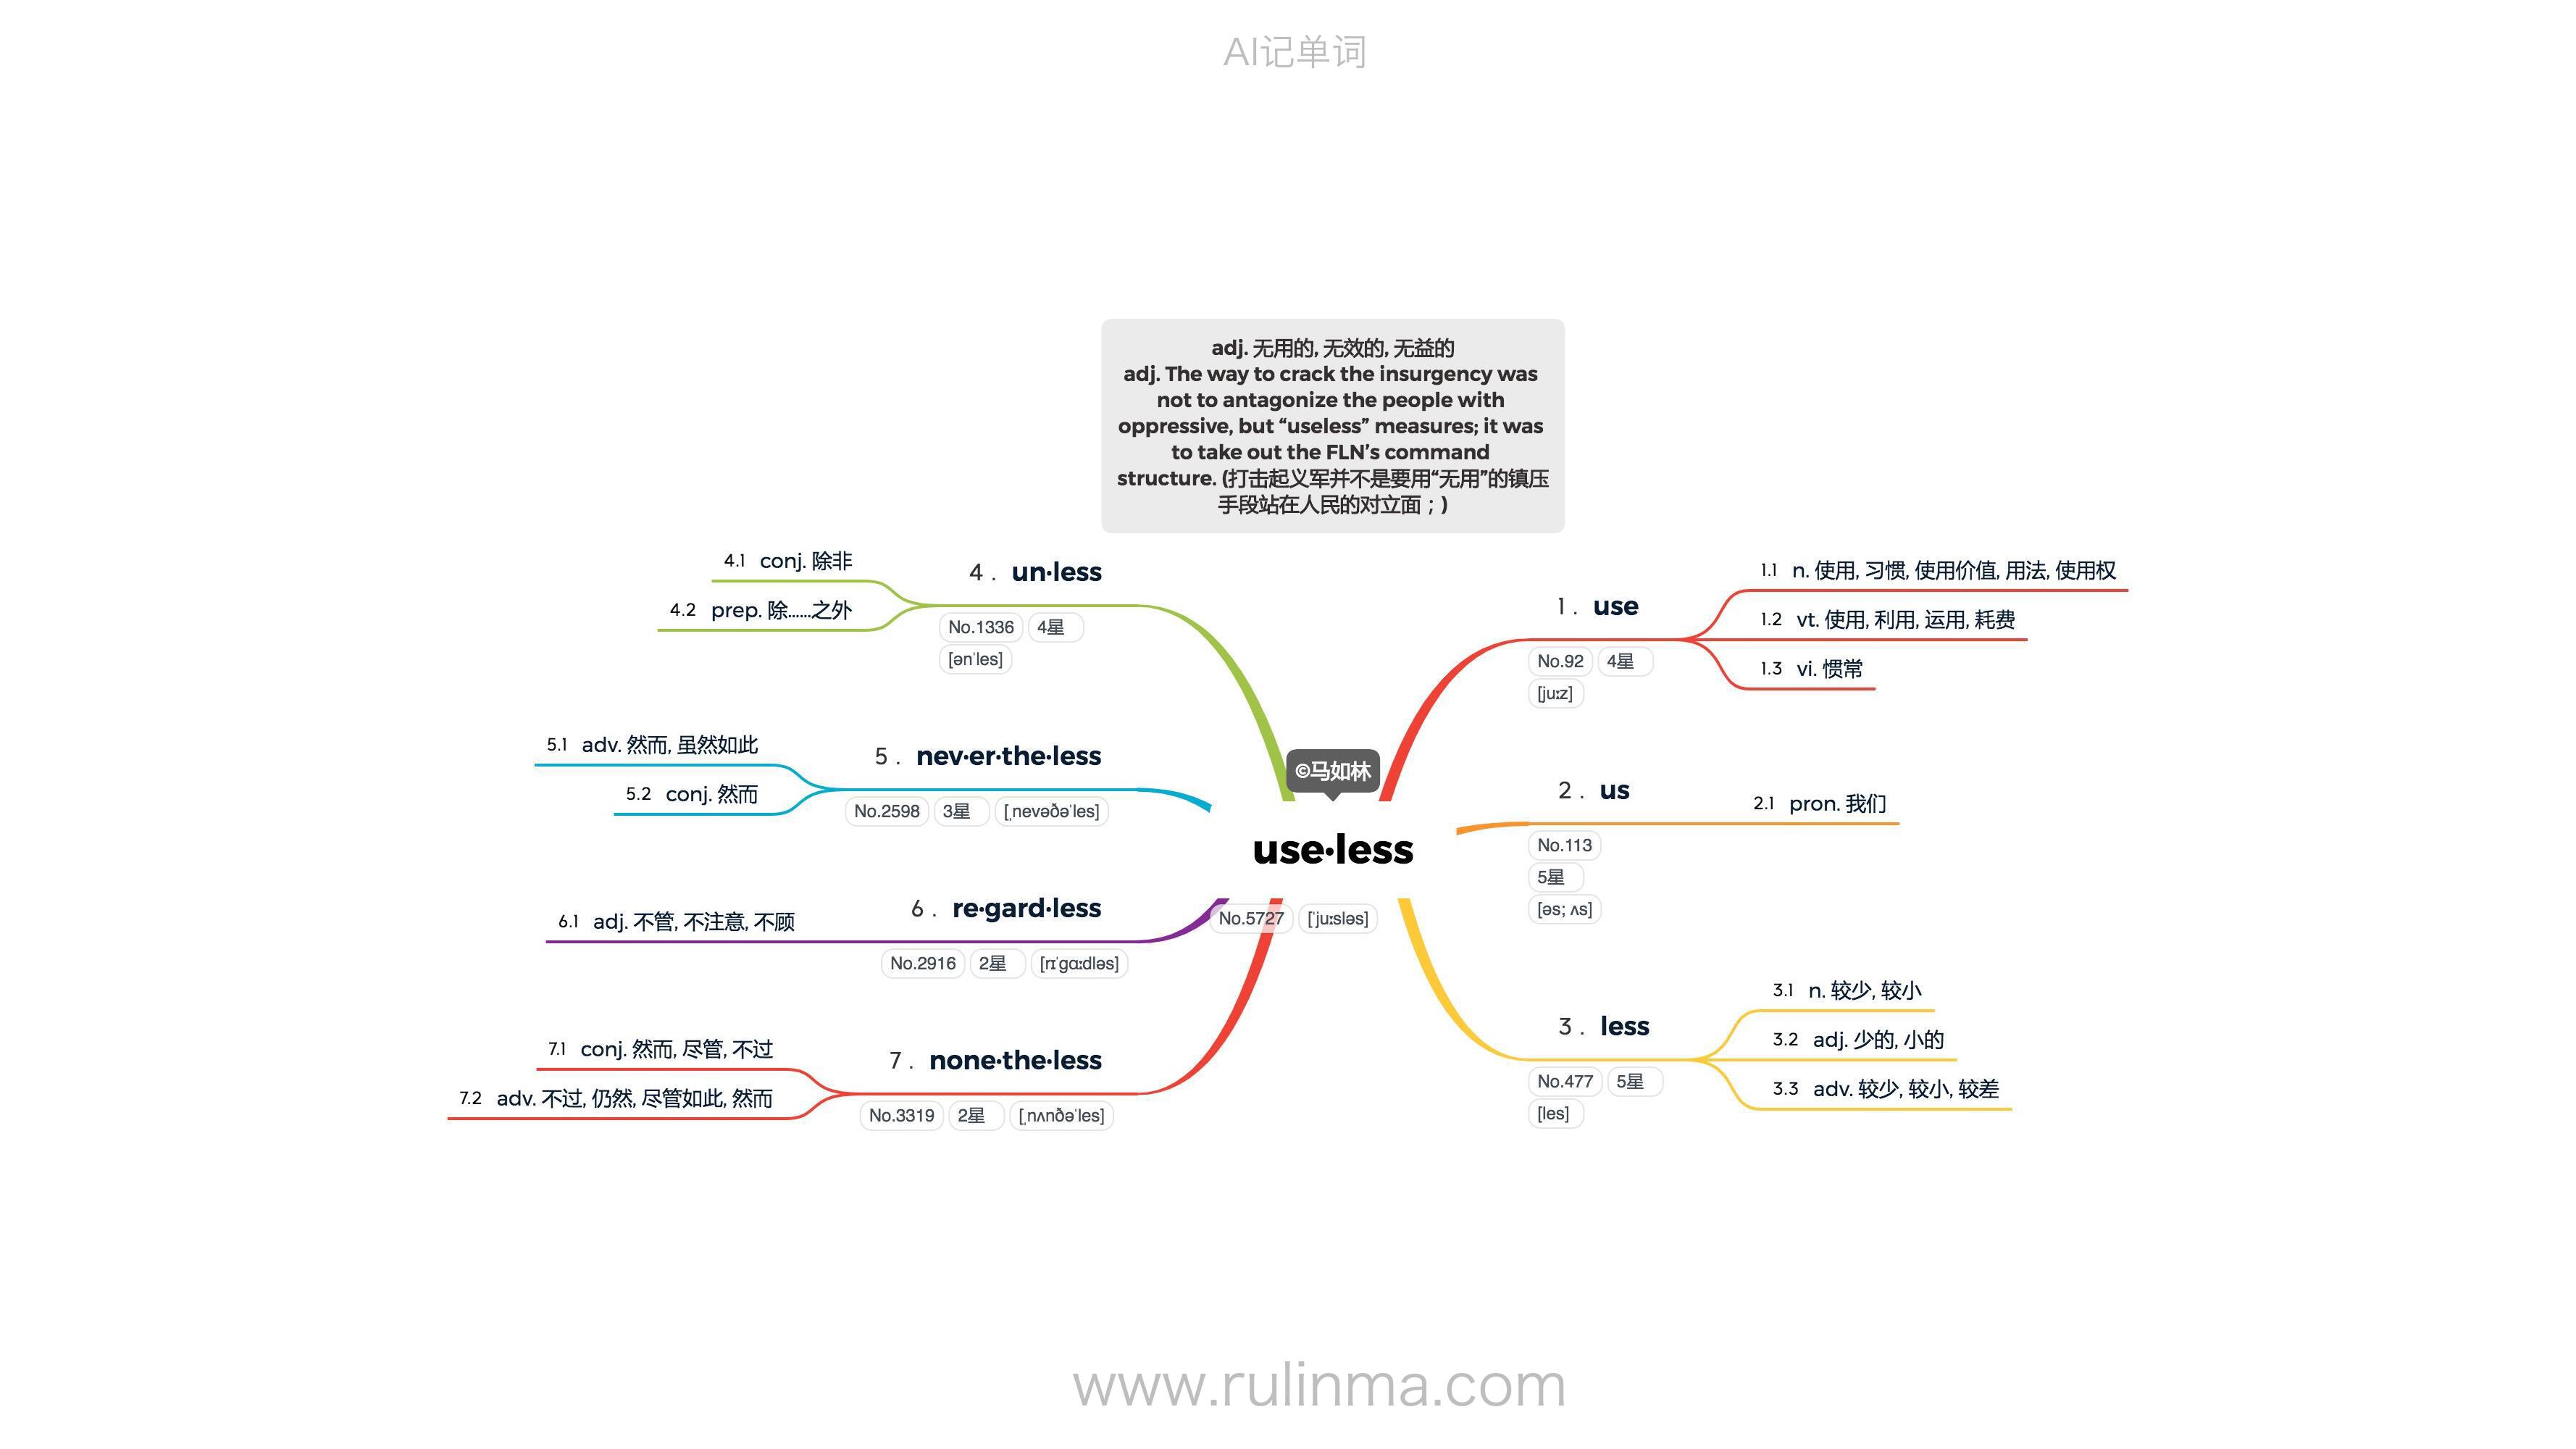 AI记单词
adj. 无用的, 无效的, 无益的
adj. The way to crack the insurgency was
not to antagonize the people with
oppressive, but “useless” measures; it was
to take out the FLN’s command
structure. (打击起义军并不是要用“无用”的镇压
手段站在人民的对立面；)
©马如林
use·less
No.5727 [ˈjuːsləs]
1 . use
No.92 4星
[juːz]
1.1 n. 使用, 习惯, 使用价值, 用法, 使用权
1.2 vt. 使用, 利用, 运用, 耗费
1.3 vi. 惯常
2 . us
No.113
5星
[əs; ʌs]
2.1 pron. 我们
3 . less
No.477 5星
[les]
3.1 n. 较少, 较小
3.2 adj. 少的, 小的
3.3 adv. 较少, 较小, 较差
4 . un·less
No.1336 4星
[ənˈles]
4.1 conj. 除非
4.2 prep. 除......之外
5 . nev·er·the·less
No.2598 3星 [ˌnevəðəˈles]
5.1 adv. 然而, 虽然如此
5.2 conj. 然而
6 . re·gard·less
No.2916 2星 [rɪˈɡɑːdləs]
6.1 adj. 不管, 不注意, 不顾
7 . none·the·less
No.3319 2星 [ˌnʌnðəˈles]
7.1 conj. 然而, 尽管, 不过
7.2 adv. 不过, 仍然, 尽管如此, 然而
www.rulinma.com